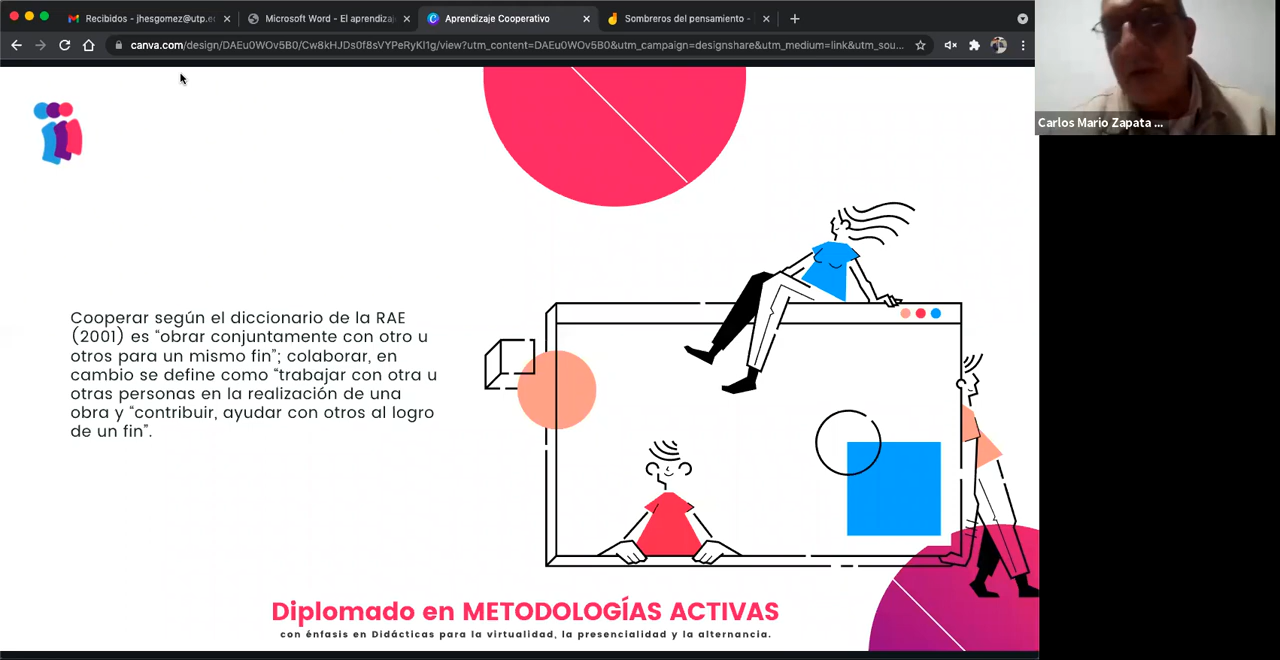 Recibidos - jhesgomez@utp.e
Microsoft Word - El aprendizaj
Aprendizaje Cooperativo
Sombreros del pensamiento -
canva.com/design/DAEu0WOv5B0/Cw8kHJDs0f8sVYPeRyKl1g/view?utm_content=DAEu0WOv5B0&utm_campaign=designshare&utm_medium=link&utm_sou...
Carlos Mario Zapata ...
Cooperar según el diccionario de la RAE
(2001) es “obrar conjuntamente con otro u
otros para un mismo fin”; colaborar, en
cambio se define como “trabajar con otra u
otras personas en la realización de una
obra y “contribuir, ayudar con otros al logro
de un fin”.
Diplomado en METODOLOGÍAS ACTIVAS
con énfasis en Didácticas para la virtualidad, la presencialidad y la alternancia.